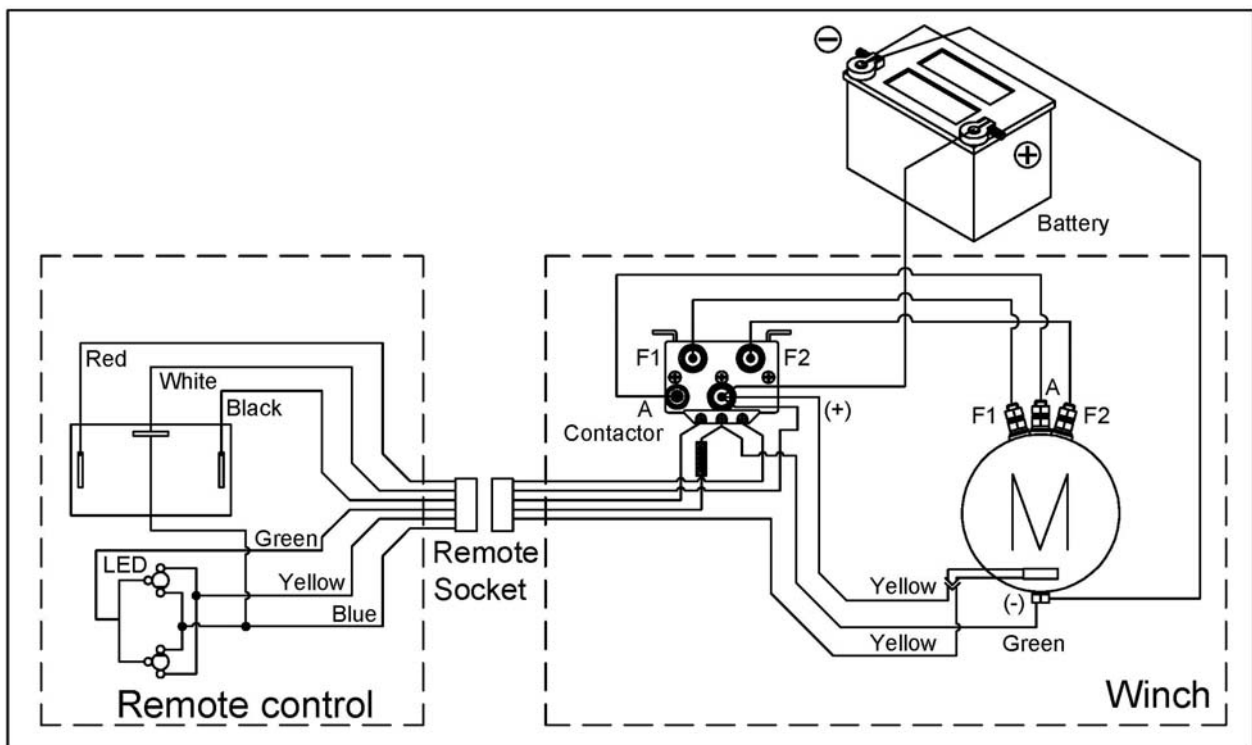 ⊖
⊕
Battery
Red
White
Black
F1
F2
A
(+)
Contactor
A
F1
F2
M
Green
LED
Remote
Socket
Yellow
Blue
Yellow
(-)
Yellow
Green
Remote control
Winch